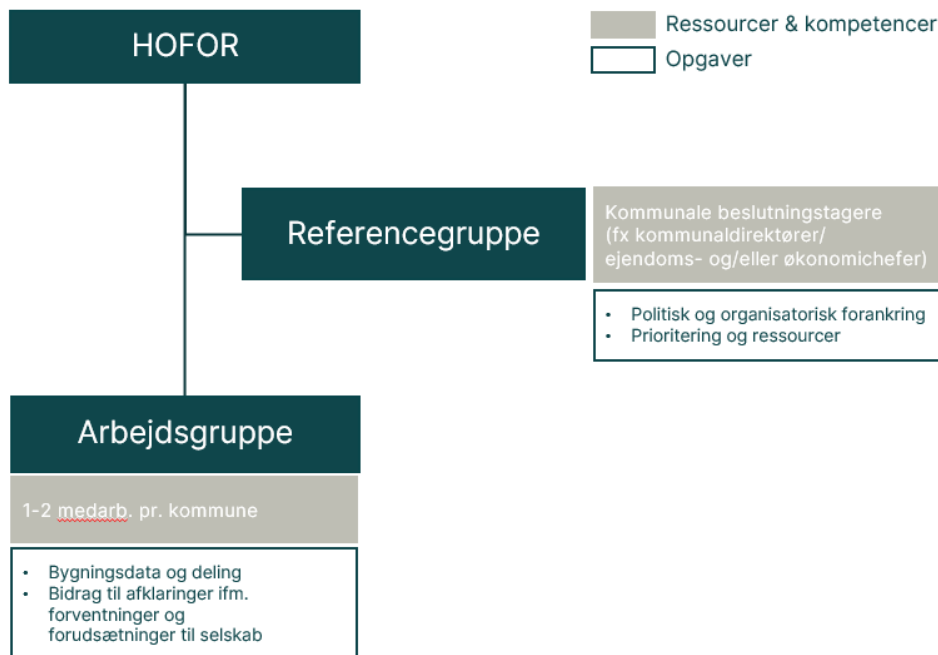 HOFOR
Ressourcer & kompetencer
Opgaver
Referencegruppe
Kommunale beslutningstagere
(fx kommunaldirektører/
ejendoms- og/eller økonomichefer)
• Politisk og organisatorisk forankring
• Prioritering og ressourcer
Arbejdsgruppe
1-2 medarb. pr. kommune
• Bygningsdata og deling
• Bidrag til afklaringer ifm.
forventninger og
forudsætninger til selskab